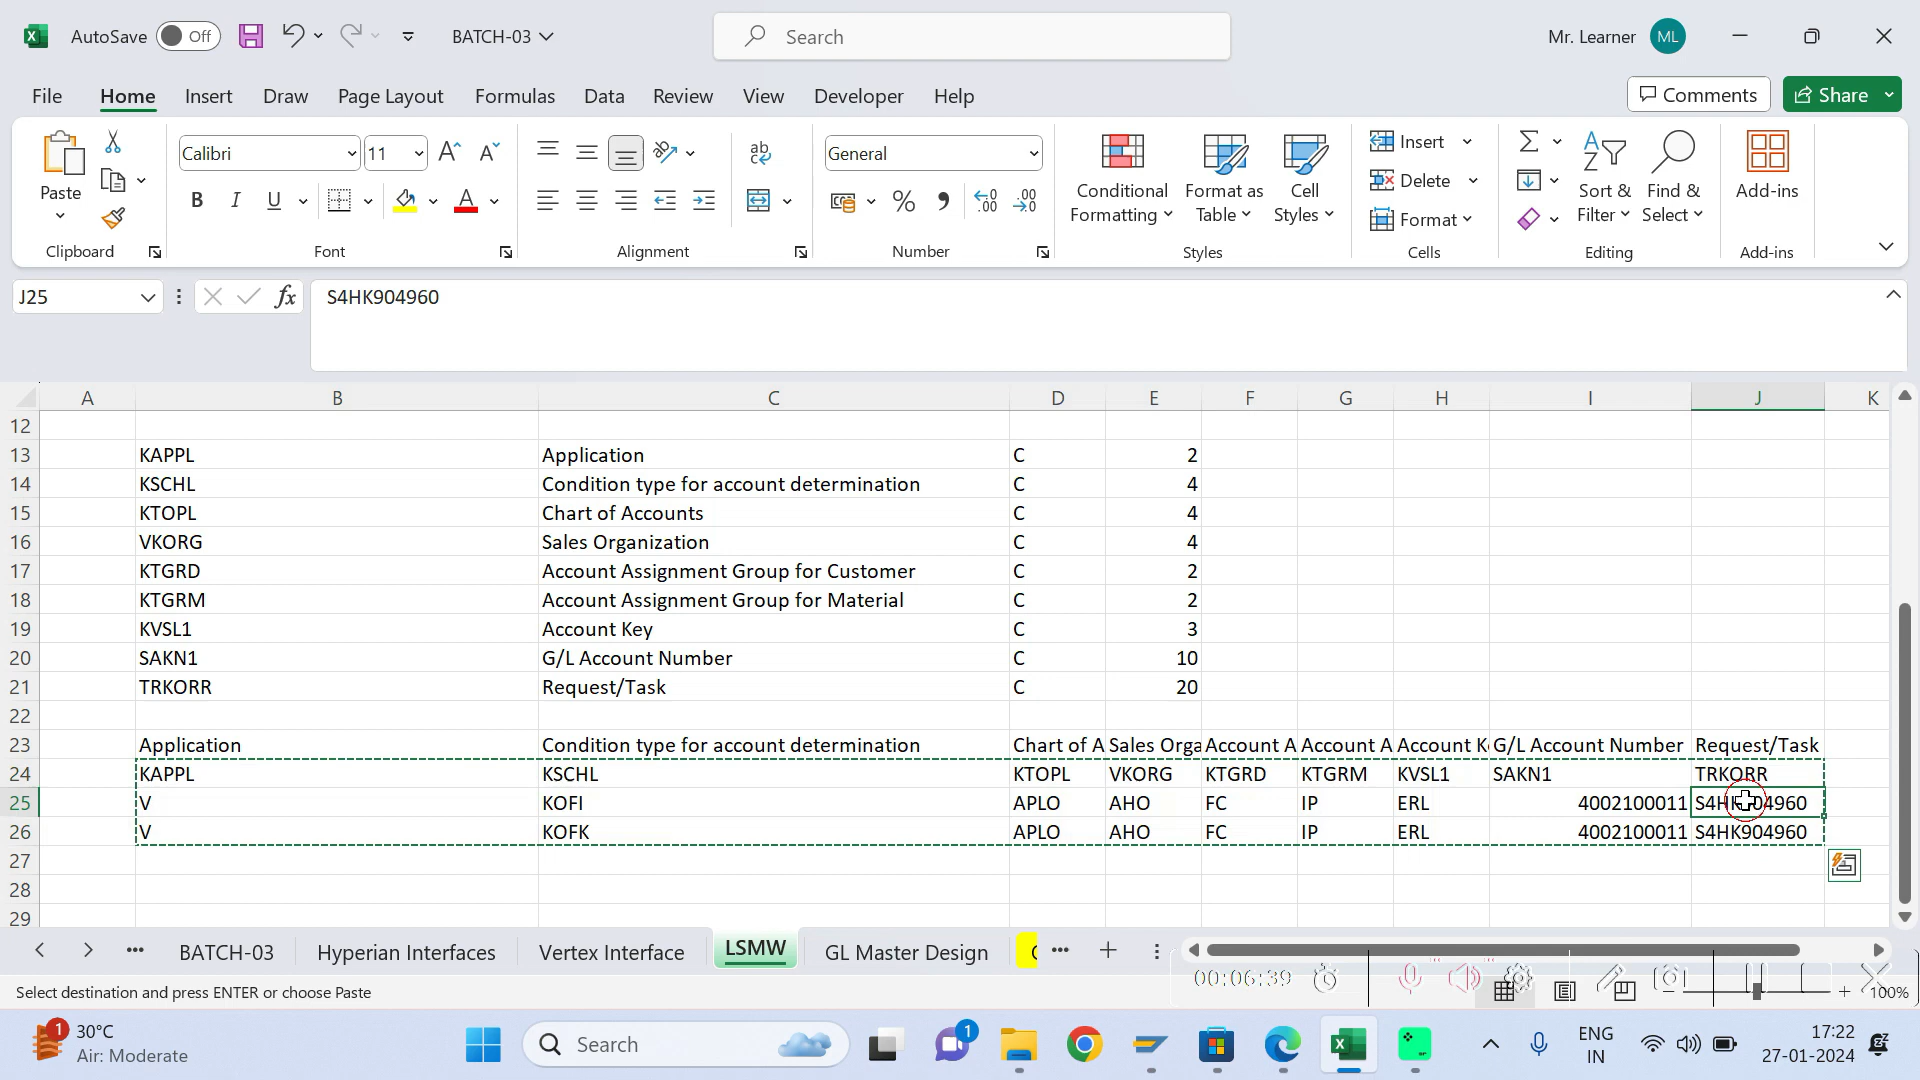 AutoSave Off BATCH-03 Search Mr. Learner ML
File Home Insert Draw Page Layout Formulas Data Review View Developer Help Comments Share
Paste Calibri 11 General Conditional Formatting Format as Table Cell Styles Insert Delete Format Sort & Filter Find & Select Add-ins
Clipboard Font Alignment Number Styles Cells Editing Add-ins
J25 fx S4HK904960
A B C D E F G H I J K
12
13 KAPPL Application C 2
14 KSCHL Condition type for account determination C 4
15 KTOPL Chart of Accounts C 4
16 VKORG Sales Organization C 4
17 KTGRD Account Assignment Group for Customer C 2
18 KTGRM Account Assignment Group for Material C 2
19 KVSL1 Account Key C 3
20 SAKN1 G/L Account Number C 10
21 TRKORR Request/Task C 20
22
23 Application Condition type for account determination Chart of A Sales Orga Account A Account A Account K G/L Account Number Request/Task
24 KAPPL KSCHL KTOPL VKORG KTGRD KTGRM KVSL1 SAKN1 TRKORR
25 V KOFI APLO AHO FC IP ERL 4002100011 S4HK904960
26 V KOFK APLO AHO FC IP ERL 4002100011 S4HK904960
27
28
29
BATCH-03 Hyperian Interfaces Vertex Interface LSMW GL Master Design
00:06:39
Select destination and press ENTER or choose Paste 100%
1 30°C
Air: Moderate
Search 1 ENG
IN
17:22
27-01-2024